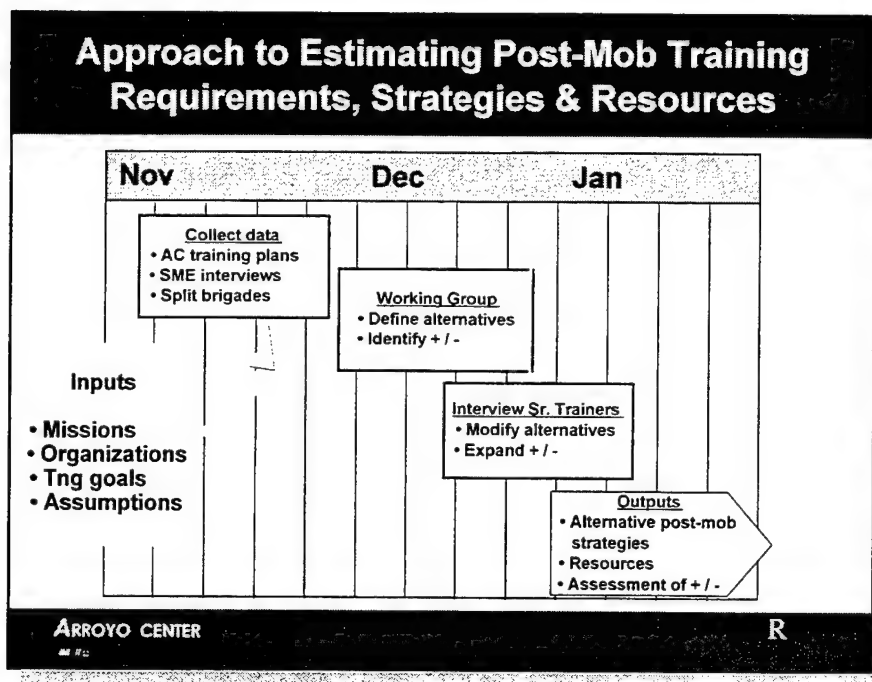 Approach to Estimating Post-Mob Training
Requirements, Strategies & Resources
Nov Dec Jan
Collect data
• AC training plans
• SME interviews
• Split brigades
Working Group
• Define alternatives
• Identify + / -
Inputs
• Missions
• Organizations
• Tng goals
• Assumptions
Interview Sr. Trainers
• Modify alternatives
• Expand + / -
Outputs
• Alternative post-mob
strategies
• Resources
• Assessment of + / -
ARROYO CENTER
R